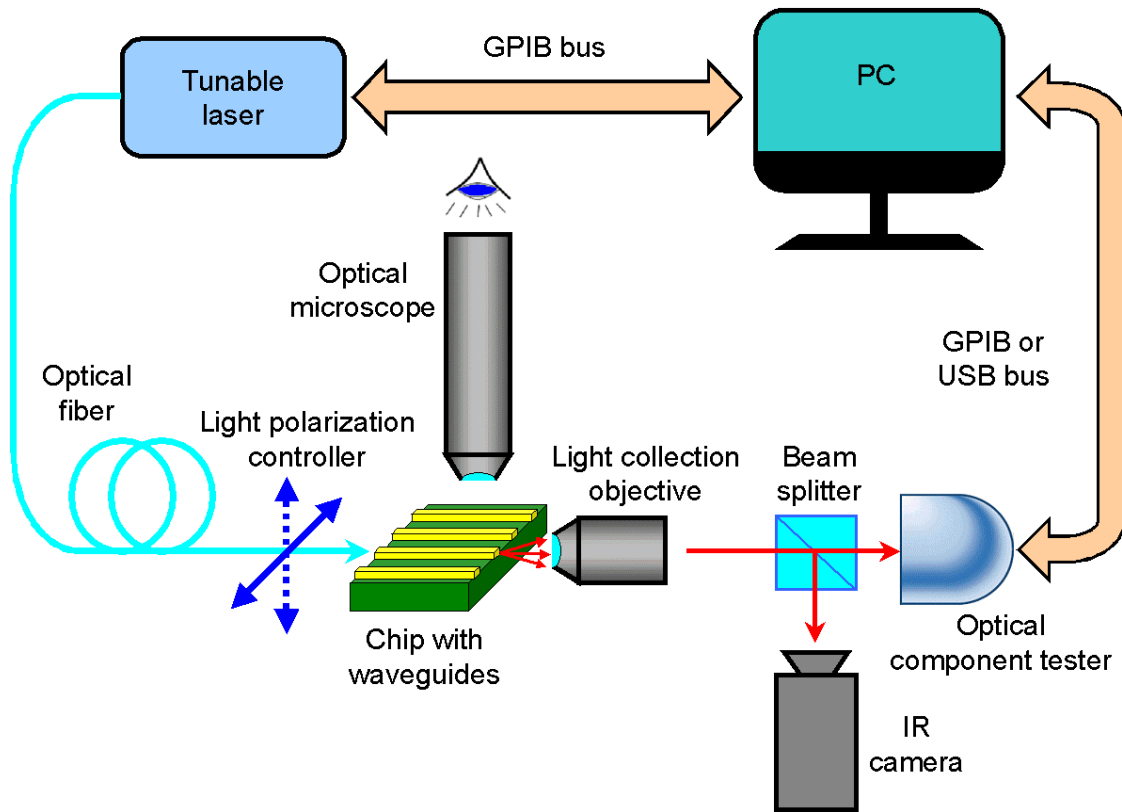 GPIB bus
Tunable
laser
PC
Optical
microscope
GPIB or
USB bus
Optical
fiber
Light polarization
controller
Light collection
objective
Beam
splitter
Chip with
waveguides
Optical
component tester
IR
camera